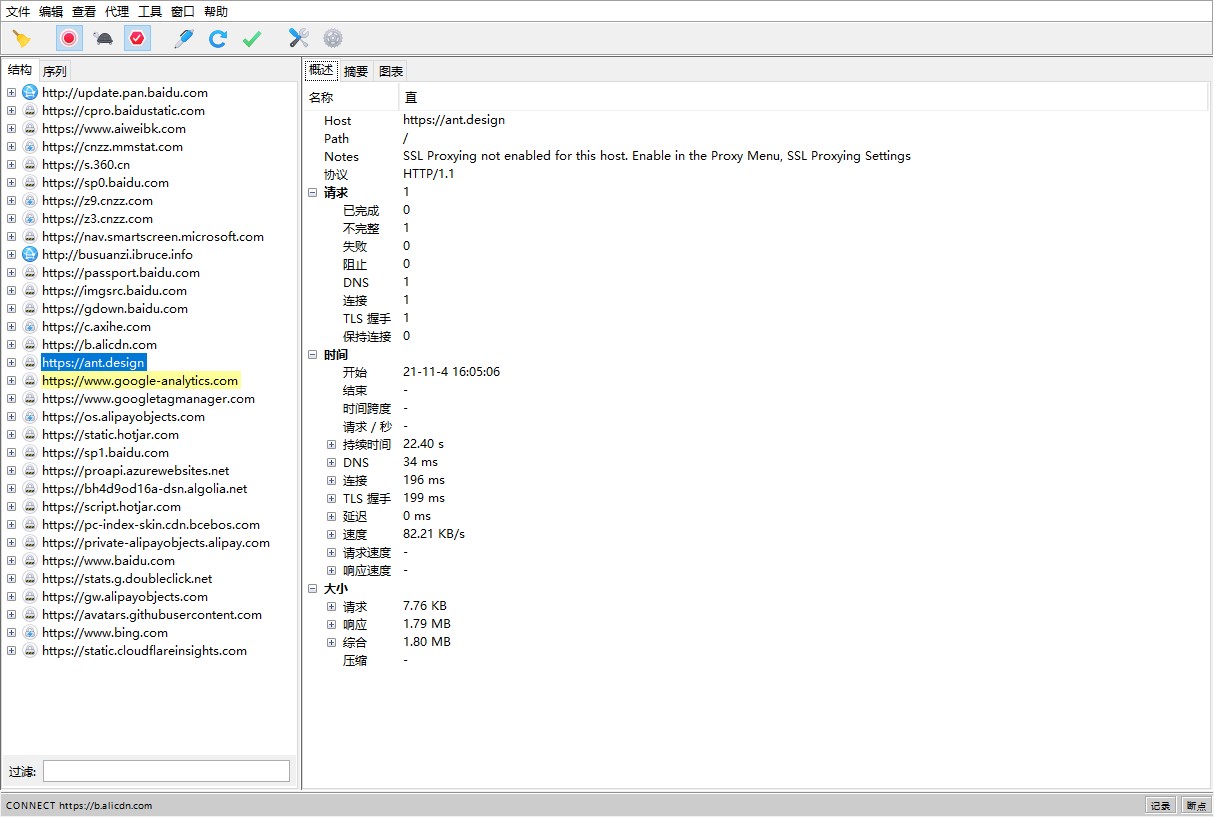 文件 编辑 查看 代理 工具 窗口 帮助
结构 序列
http://update.pan.baidu.com
https://cpro.baidustatic.com
https://www.aiweibk.com
https://cnzz.mmstat.com
https://s.360.cn
https://sp0.baidu.com
https://z9.cnzz.com
https://z3.cnzz.com
https://nav.smartscreen.microsoft.com
http://busuanzi.ibruce.info
https://passport.baidu.com
https://imgsrc.baidu.com
https://gdown.baidu.com
https://c.axihe.com
https://b.alicdn.com
https://ant.design
https://www.google-analytics.com
https://www.googletagmanager.com
https://os.alipayobjects.com
https://static.hotjar.com
https://sp1.baidu.com
https://proapi.azurewebsites.net
https://bh4d9od16a-dsn.algolia.net
https://script.hotjar.com
https://pc-index-skin.cdn.bcebos.com
https://private-alipayobjects.alipay.com
https://www.baidu.com
https://stats.g.doubleclick.net
https://gw.alipayobjects.com
https://avatars.githubusercontent.com
https://www.bing.com
https://static.cloudflareinsights.com
过滤:
概述 摘要 图表
名称 直
Host https://ant.design
Path /
Notes SSL Proxying not enabled for this host. Enable in the Proxy Menu, SSL Proxying Settings
协议 HTTP/1.1
请求 1
已完成 0
不完整 1
失败 0
阻止 0
DNS 1
连接 1
TLS 握手 1
保持连接 0
时间
开始 21-11-4 16:05:06
结束 -
时间跨度 -
请求 / 秒 -
持续时间 22.40 s
DNS 34 ms
连接 196 ms
TLS 握手 199 ms
延迟 0 ms
速度 82.21 KB/s
请求速度 -
响应速度 -
大小
请求 7.76 KB
响应 1.79 MB
综合 1.80 MB
压缩 -
CONNECT https://b.alicdn.com 记录 断点